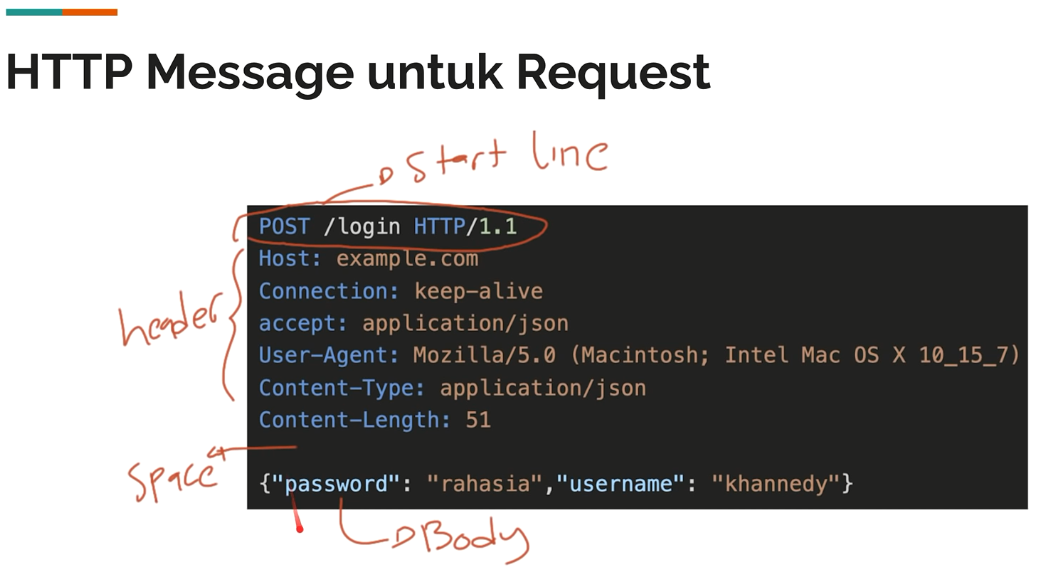 HTTP Message untuk Request
Start line
POST /login HTTP/1.1
Host: example.com
Connection: keep-alive
header
accept: application/json
User-Agent: Mozilla/5.0 (Macintosh; Intel Mac OS X 10_15_7)
Content-Type: application/json
Content-Length: 51
Space
{"password": "rahasia","username": "khannedy"}
Body